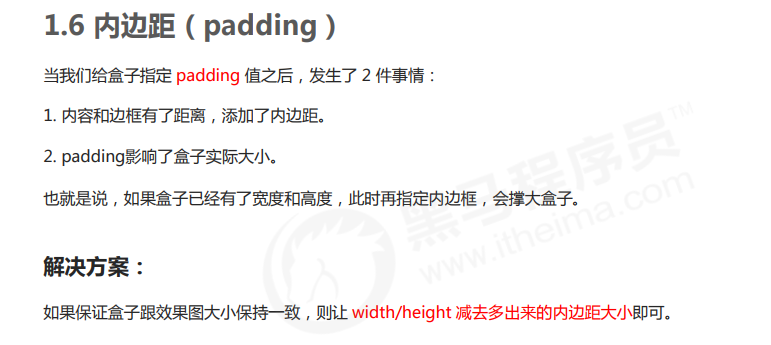 1.6 内边距（padding）
当我们给盒子指定 padding 值之后，发生了 2 件事情：
1. 内容和边框有了距离，添加了内边距。
2. padding影响了盒子实际大小。
也就是说，如果盒子已经有了宽度和高度，此时再指定内边框，会撑大盒子。
黑马程序员™
www.itheima.com
解决方案：
如果保证盒子跟效果图大小保持一致，则让 width/height 减去多出来的内边距大小即可。